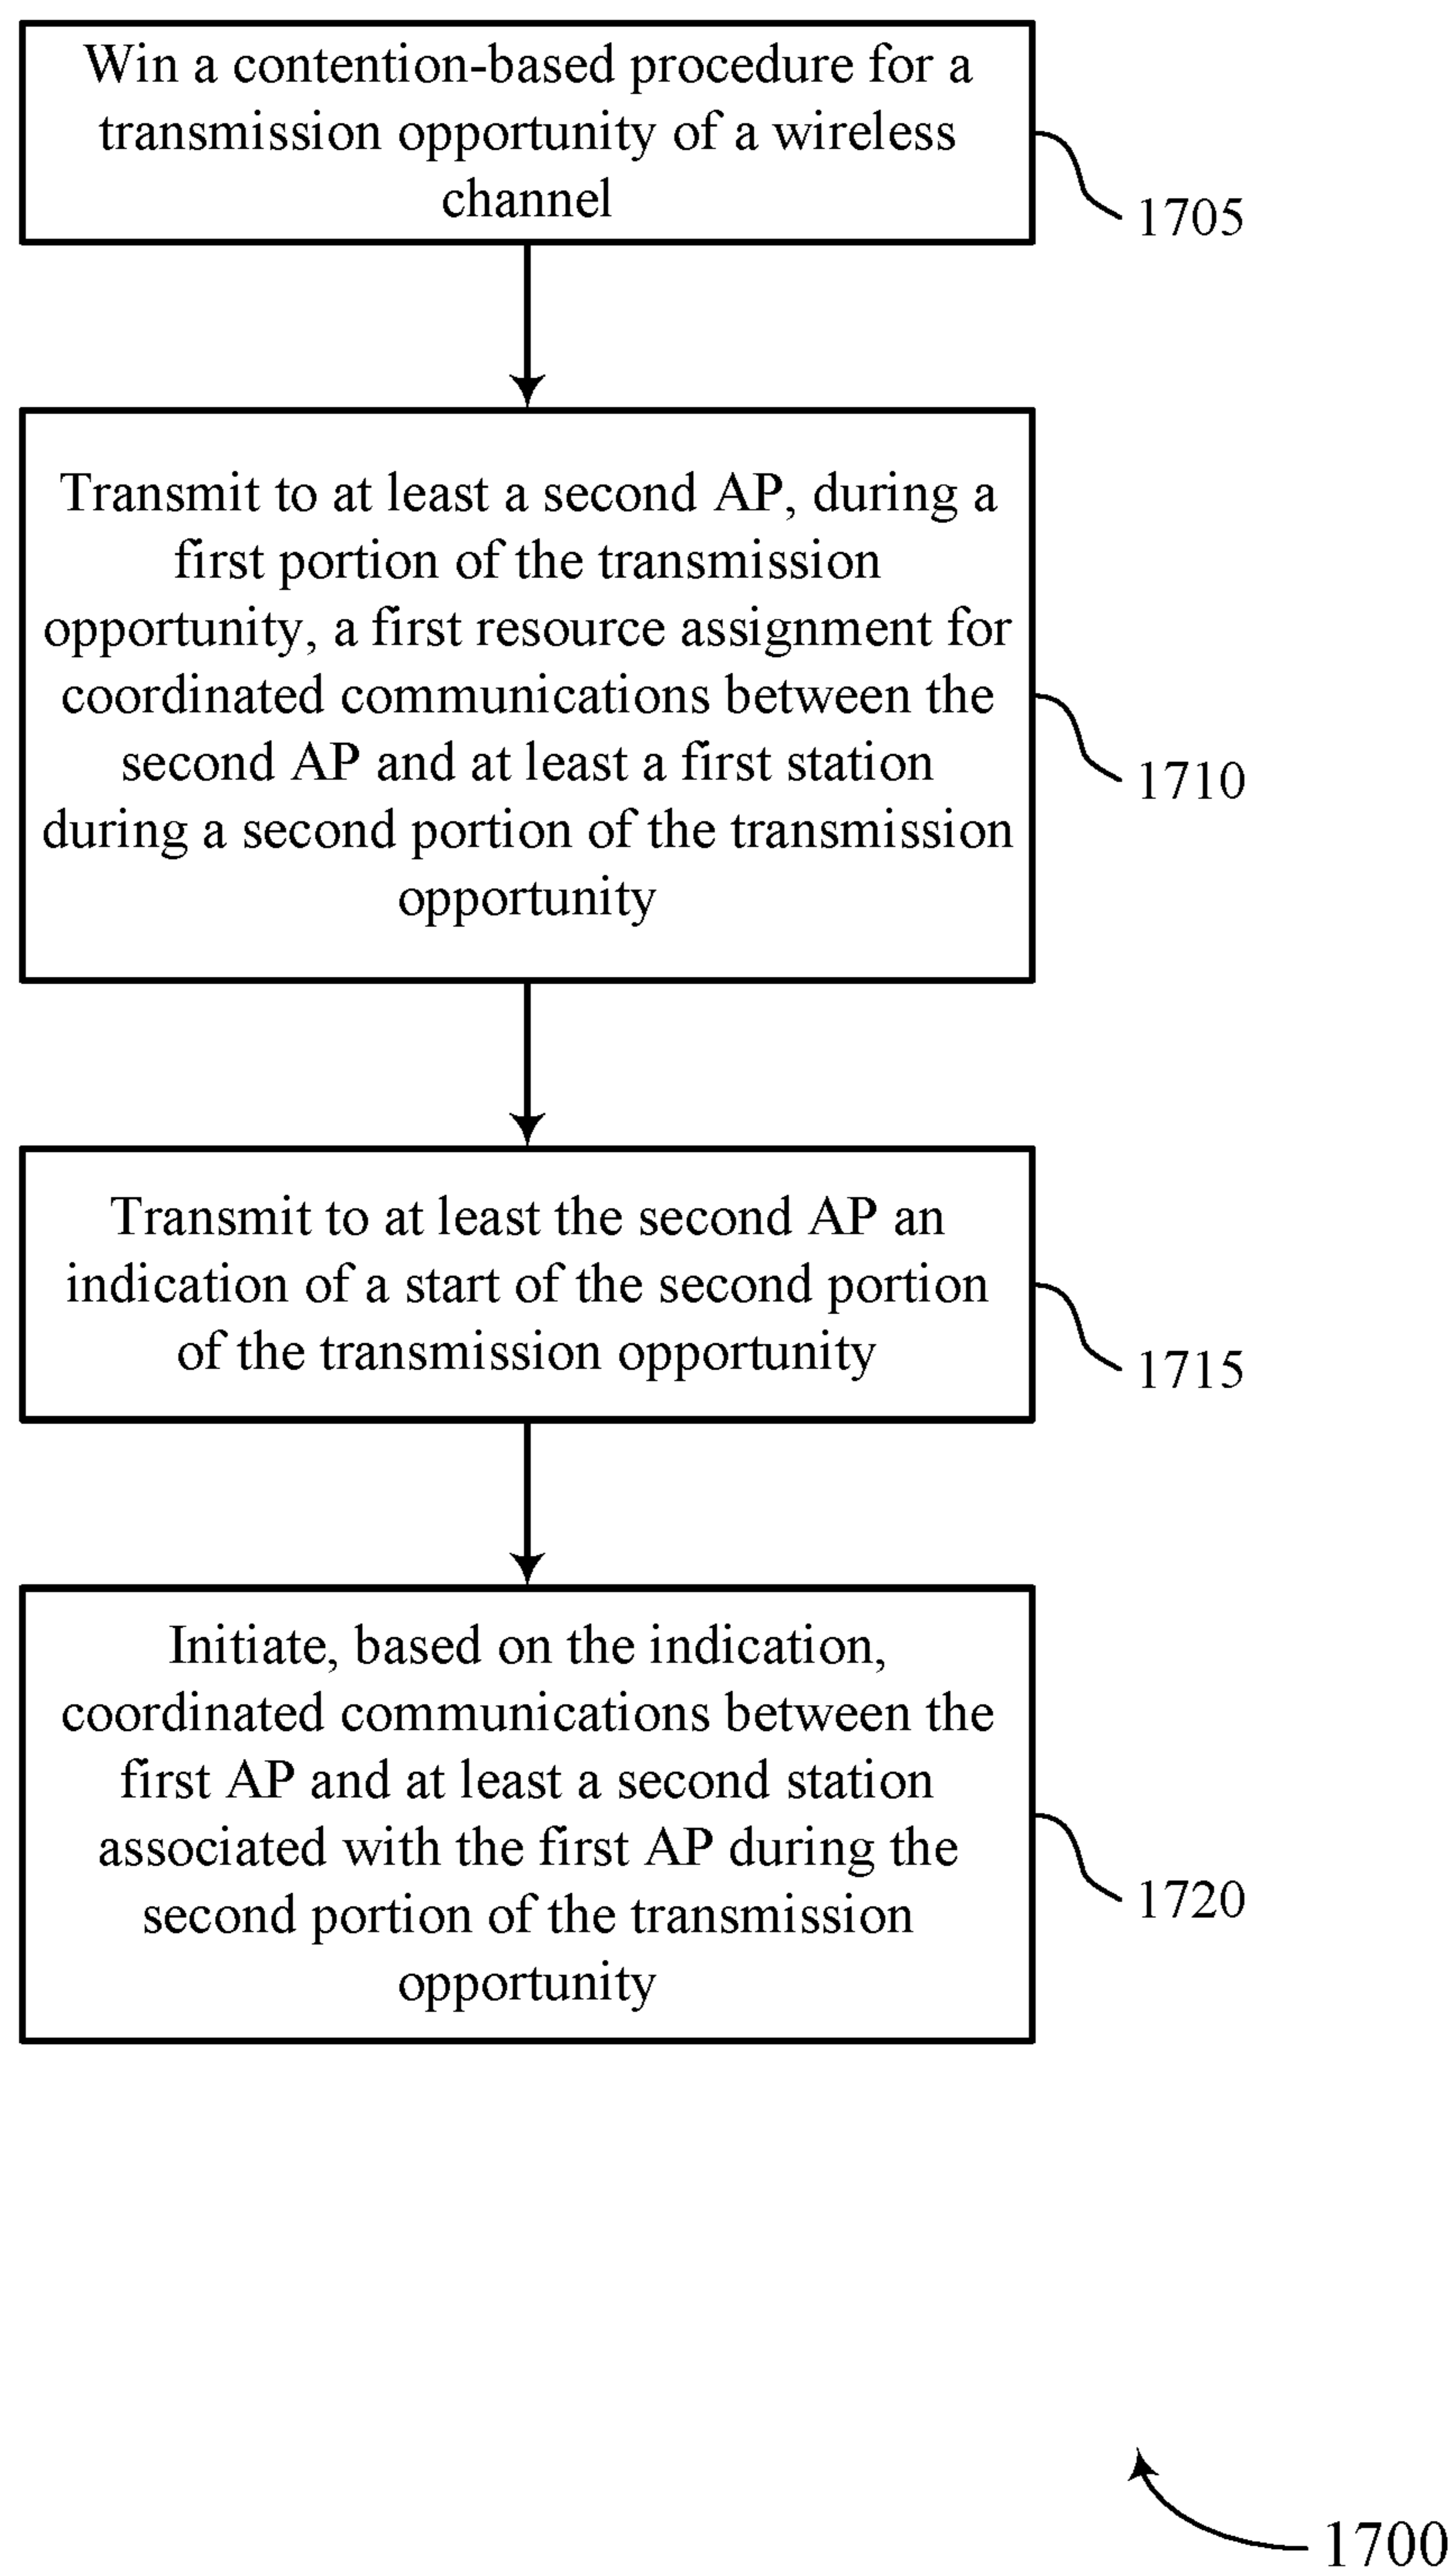 Win a contention-based procedure for a
transmission opportunity of a wireless
channel
1705
Transmit to at least a second AP, during a
first portion of the transmission
opportunity, a first resource assignment for
coordinated communications between the
second AP and at least a first station
during a second portion of the transmission
opportunity
1710
Transmit to at least the second AP an
indication of a start of the second portion
of the transmission opportunity
1715
Initiate, based on the indication,
coordinated communications between the
first AP and at least a second station
associated with the first AP during the
second portion of the transmission
opportunity
1720
1700